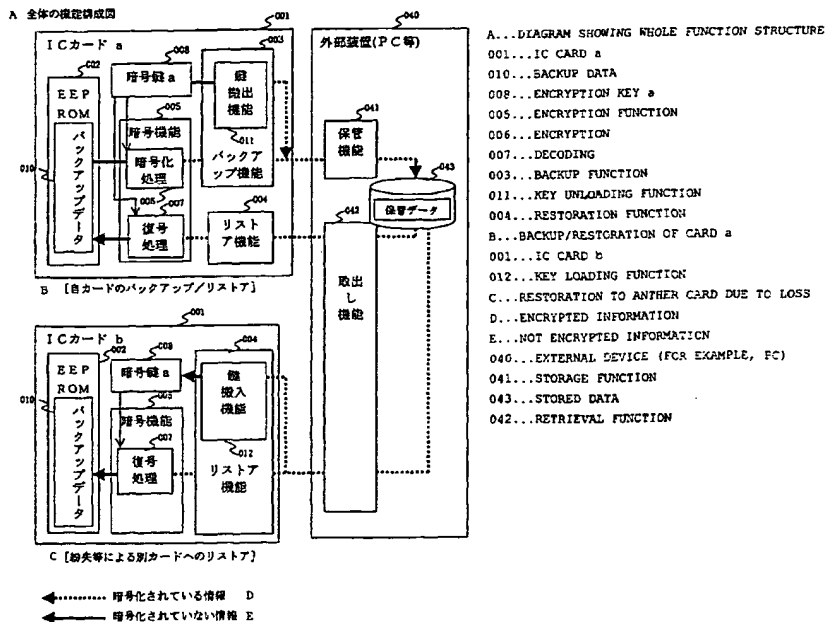 A 全体の機能構成図
001
ICカード a
002
EEP
ROM
バックアップデータ
010
008
暗号鍵a
005
暗号機能
暗号化
処理
006
007
復号
処理
003
鍵
搬出
機能
011
バックアップ機能
004
リスト
ア機能
B [自カードのバックアップ/リストア]
040
外部装置(PC等)
041
保管
機能
043
保管データ
042
取出
し
機能
001
ICカード b
002
EEP
ROM
バックアップデータ
010
暗号鍵a
暗号機能
007
復号
処理
004
鍵
搬入
機能
012
リストア
機能
C [紛失等による別カードへのリストア]
暗号化されている情報 D
暗号化されていない情報 E
A...DIAGRAM SHOWING WHOLE FUNCTION STRUCTURE
001...IC CARD a
010...BACKUP DATA
008...ENCRYPTION KEY a
005...ENCRYPTION FUNCTION
006...ENCRYPTION
007...DECODING
003...BACKUP FUNCTION
011...KEY UNLOADING FUNCTION
004...RESTORATION FUNCTION
B...BACKUP/RESTORATION OF CARD a
001...IC CARD b
012...KEY LOADING FUNCTION
C...RESTORATION TO ANTHER CARD DUE TO LOSS
D...ENCRYPTED INFORMATION
E...NOT ENCRYPTED INFORMATION
040...EXTERNAL DEVICE (FOR EXAMPLE, PC)
041...STORAGE FUNCTION
043...STORED DATA
042...RETRIEVAL FUNCTION